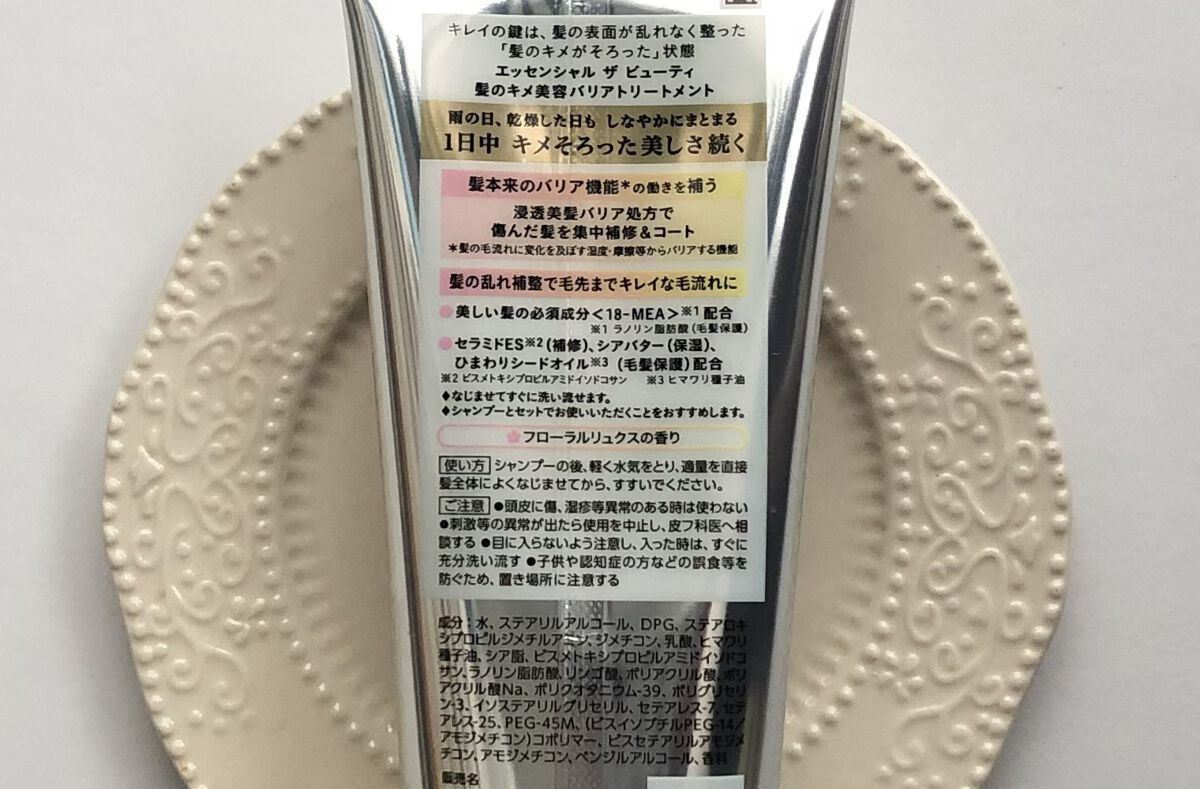 キレイの鍵は、髪の表面が乱れなく整った
「髪のキメがそろった」状態
エッセンシャル ザ ビューティ
髪のキメ美容バリアトリートメント
雨の日、乾燥した日も しなやかにまとまる
1日中 キメそろった美しさ続く
髪本来のバリア機能*の働きを補う
浸透美髪バリア処方で
傷んだ髪を集中補修&コート
*髪の毛流れに変化を及ぼす湿度・摩擦等からバリアする機能
髪の乱れ補整で毛先までキレイな毛流れに
●美しい髪の必須成分<18-MEA>※1配合
※1 ラノリン脂肪酸(毛髪保護)
●セラミドES※2(補修)、シアバター(保湿)、
ひまわりシードオイル※3 (毛髪保護)配合
※2 ビスメトキシプロピルアミドイソドコサン ※3 ヒマワリ種子油
♦なじませてすぐに洗い流せます。
♦シャンプーとセットでお使いいただくことをおすすめします。
フローラルリュクスの香り
使い方 シャンプーの後、軽く水気をとり、適量を直接
髪全体によくなじませてから、すすいでください。
ご注意 ●頭皮に傷、湿疹等異常のある時は使わない
●刺激等の異常が出たら使用を中止し、皮フ科医へ相
談する ●目に入らないよう注意し、入った時は、すぐに
充分洗い流す ●子供や認知症の方などの誤食等を
防ぐため、置き場所に注意する
成分：水、ステアリルアルコール、DPG、ステアロキ
シプロピルジメチルアミン、ジメチコン、乳酸、ヒマワリ
種子油、シア脂、ビスメトキシプロピルアミドイソドコ
サン、ラノリン脂肪酸、リンゴ酸、ポリアクリル酸、ポリ
アクリル酸Na、ポリクオタニウム-39、ポリグリセリ
ン-3、イソステアリルグリセリル、セテアレス-7、セテ
アレス-25、PEG-45M、(ビスイソブチルPEG-14／
アモジメチコン)コポリマー、ビスセテアリルアモジメ
チコン、アモジメチコン、ベンジルアルコール、香料
販売名